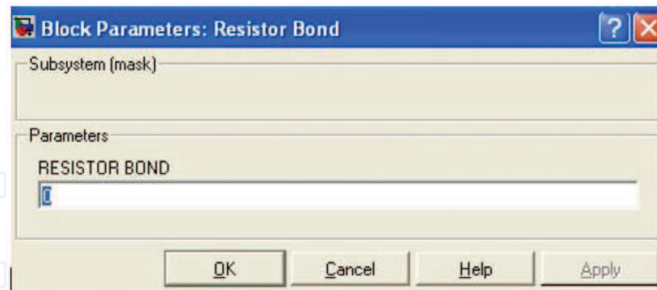 Block Parameters: Resistor Bond
Subsystem (mask)
Parameters
RESISTOR BOND
0
OK Cancel Help Apply